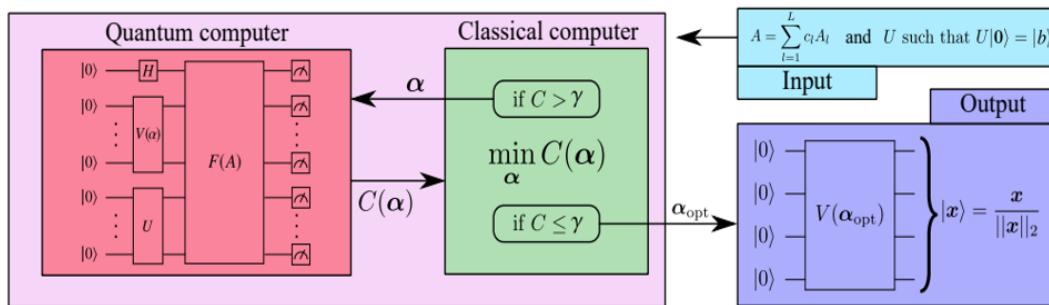 Quantum computer
|0⟩ H
|0⟩
V(α)
|0⟩
F(A)
|0⟩
U
|0⟩
α
C(α)
Classical computer
if C > γ
min C(α)
α
if C ≤ γ
α_opt
A = ∑_{l=1}^{L} c_l A_l and U such that U|0⟩ = |b⟩
Input
Output
|0⟩
|0⟩
V(α_opt)
|0⟩
|0⟩
|x⟩ = x / ||x||₂